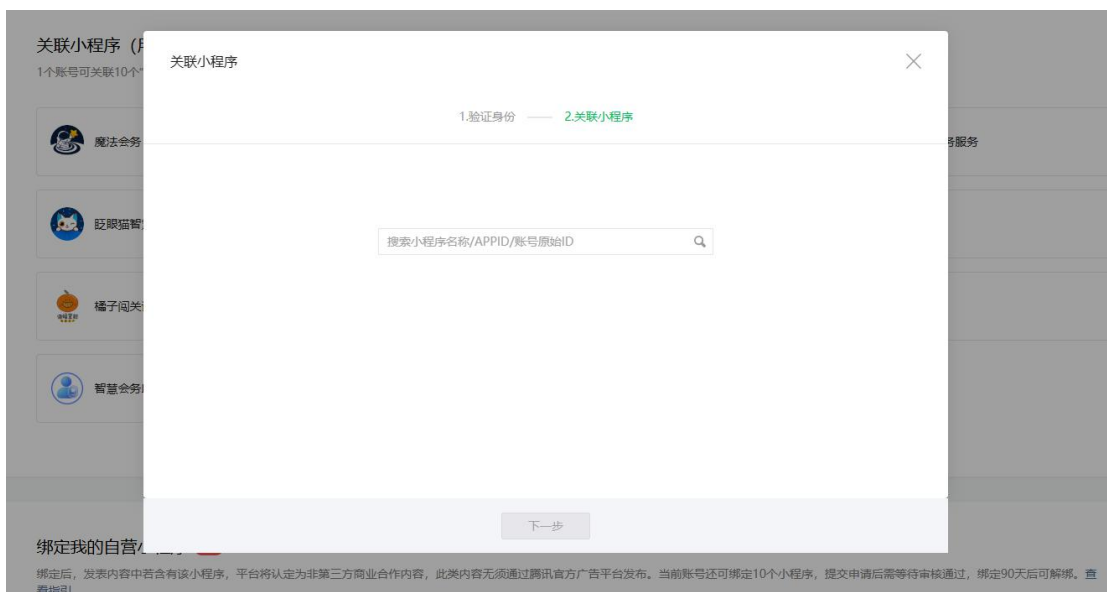 关联小程序
1个账号可关联10个
关联小程序
1.验证身份 —— 2.关联小程序
魔法会务
务服务
眨眼猫智
搜索小程序名称/APPID/账号原始ID
橘子闯关
智慧会务
下一步
绑定我的自营
绑定后，发表内容中若含有该小程序，平台将认定为非第三方商业合作内容，此类内容无须通过腾讯官方广告平台发布。当前账号还可绑定10个小程序，提交申请后需等待审核通过，绑定90天后可解绑。查
看指引